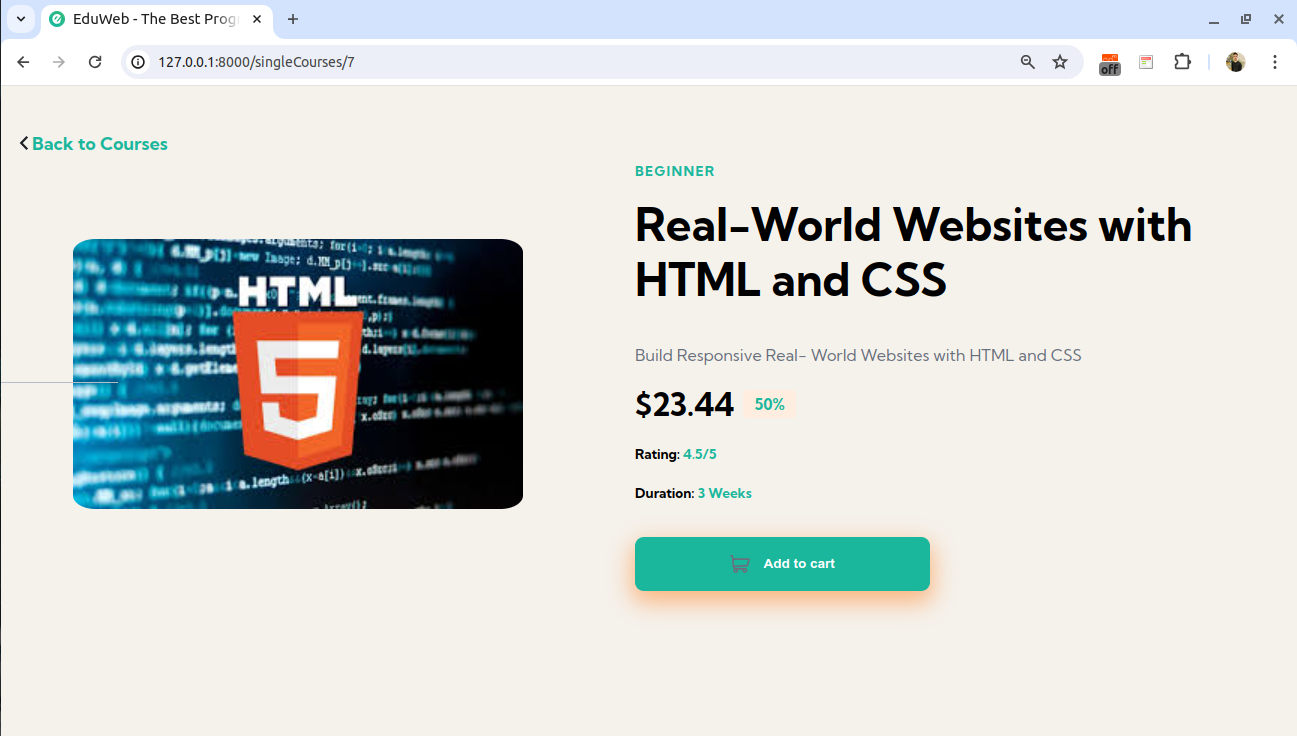 EduWeb - The Best Prog
127.0.0.1:8000/singleCourses/7
off
Back to Courses
BEGINNER
Real-World Websites with
HTML and CSS
HTML
5
Build Responsive Real- World Websites with HTML and CSS
$23.44 50%
Rating: 4.5/5
Duration: 3 Weeks
Add to cart